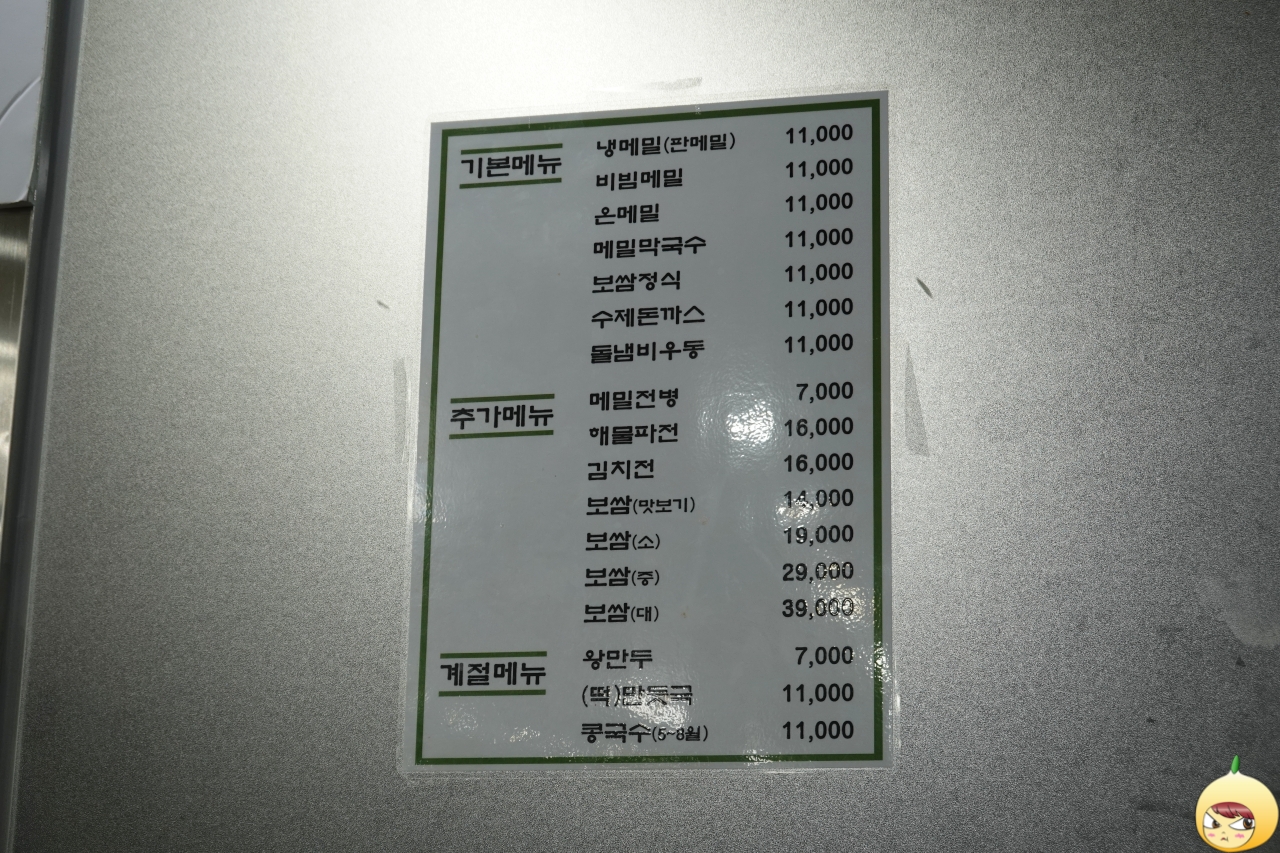 기본메뉴
냉메밀(판메밀) 11,000
비빔메밀 11,000
온메밀 11,000
메밀막국수 11,000
보쌈정식 11,000
수제돈까스 11,000
돌냄비우동 11,000
추가메뉴
메밀전병 7,000
해물파전 16,000
김치전 16,000
보쌈(맛보기) 14,000
보쌈(소) 19,000
보쌈(중) 29,000
보쌈(대) 39,000
계절메뉴
왕만두 7,000
(떡)만둣국 11,000
콩국수(5~8월) 11,000